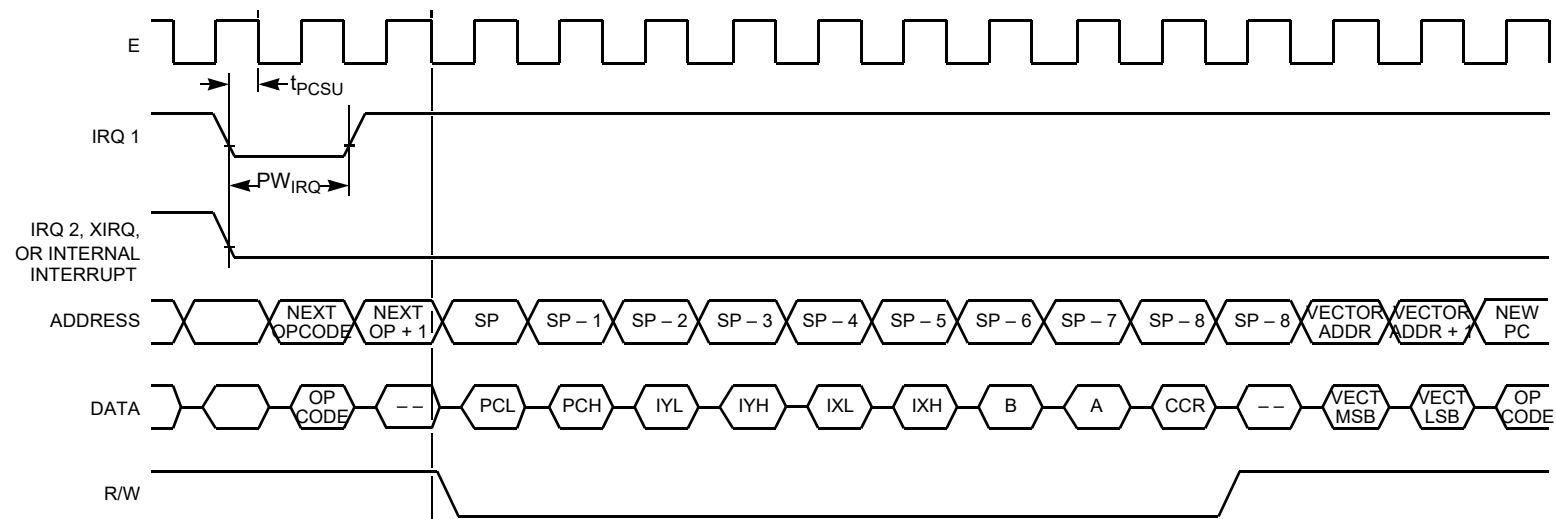 E
tPCSU
IRQ 1
PWIRQ
IRQ 2, XIRQ,
OR INTERNAL
INTERRUPT
ADDRESS
NEXT
OPCODE
NEXT
OP + 1
SP
SP – 1
SP – 2
SP – 3
SP – 4
SP – 5
SP – 6
SP – 7
SP – 8
SP – 8
VECTOR
ADDR
VECTOR
ADDR + 1
NEW
PC
DATA
OP
CODE
– –
PCL
PCH
IYL
IYH
IXL
IXH
B
A
CCR
– –
VECT
MSB
VECT
LSB
OP
CODE
R/W